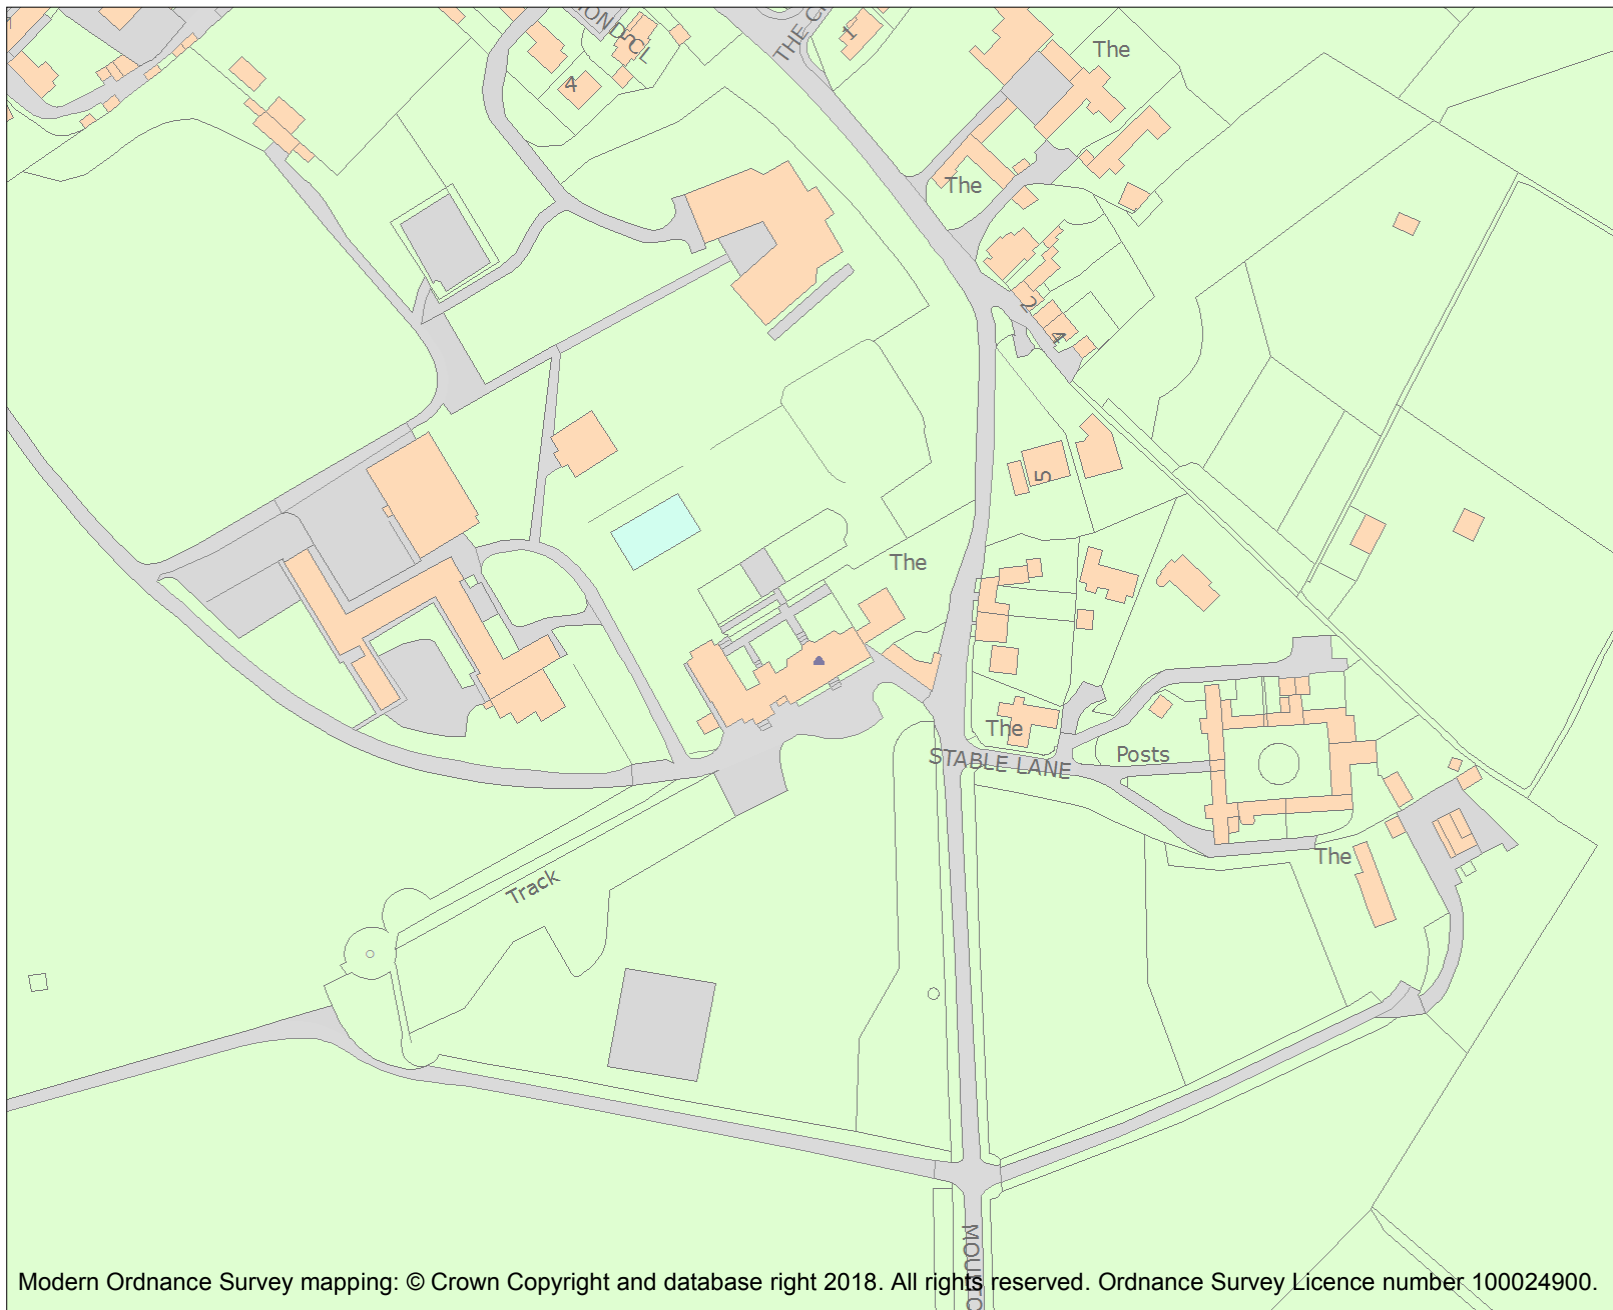 The
1
4
The
2
4
5
The
The
STABLE LANE
Posts
The
Track
Modern Ordnance Survey mapping: © Crown Copyright and database right 2018. All rights reserved. Ordnance Survey Licence number 100024900.